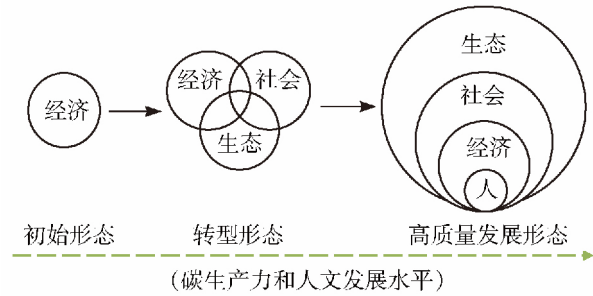 经济
经济
社会
生态
生态
社会
经济
人
初始形态
转型形态
高质量发展形态
(碳生产力和人文发展水平)